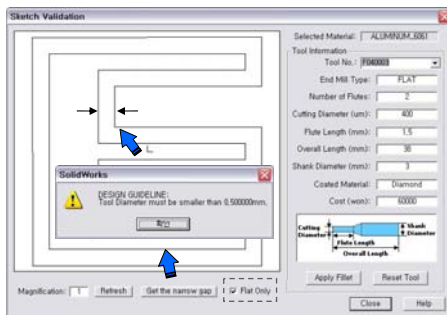 Sketch Validation
Selected Material: ALUMINUM_6061
Tool Information
Tool No.: F040003
End Mill Type: FLAT
Number of Flutes: 2
Cutting Diameter (um): 400
Flute Length (mm): 1.5
Overall Length (mm): 38
Shank Diameter (mm): 3
Coated Material: Diamond
Cost (won): 60000
Cutting Diameter
Shank Diameter
Flute Length
Overall Length
SolidWorks
DESIGN GUIDELINE:
Tool Diameter must be smaller than 0.500000mm.
확인
Magnification: 1 Refresh Get the narrow gap Flat Only
Apply Fillet Reset Tool
Close Help